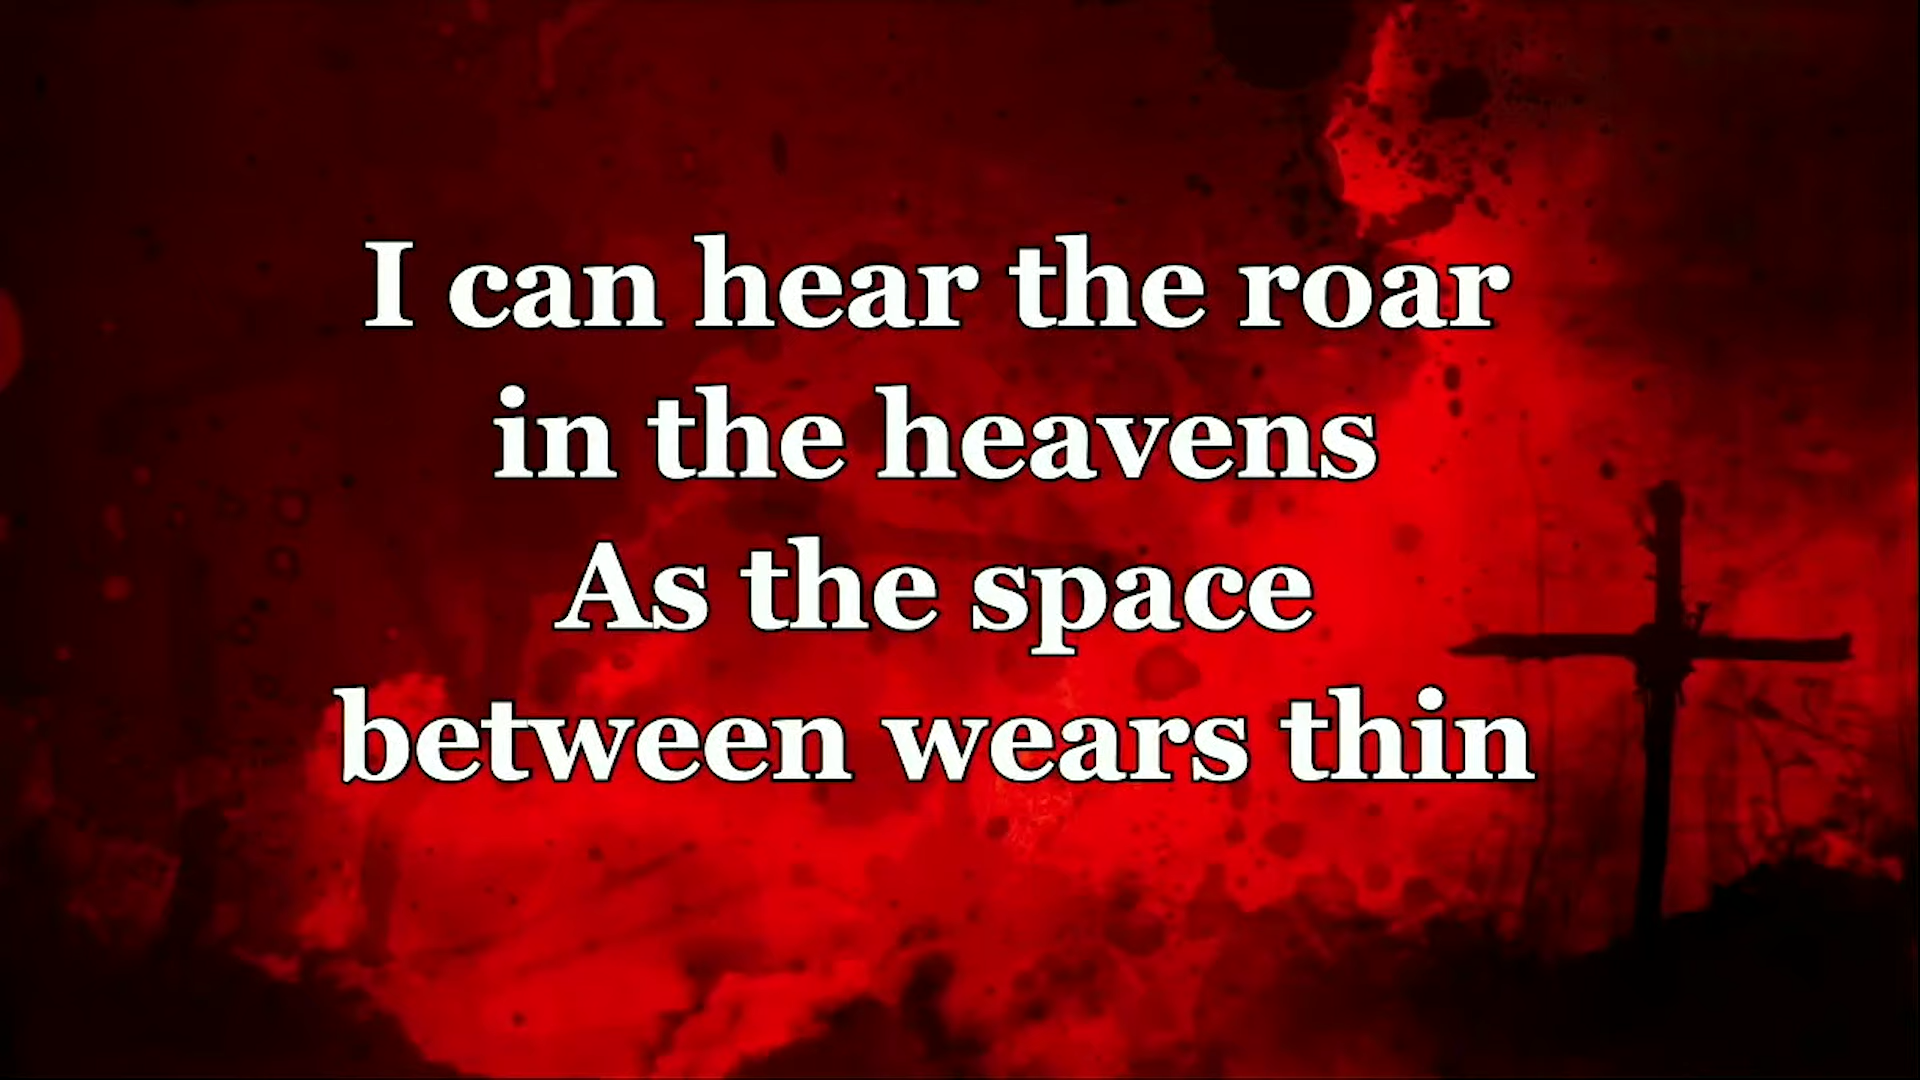 I can hear the roar
in the heavens
As the space
between wears thin